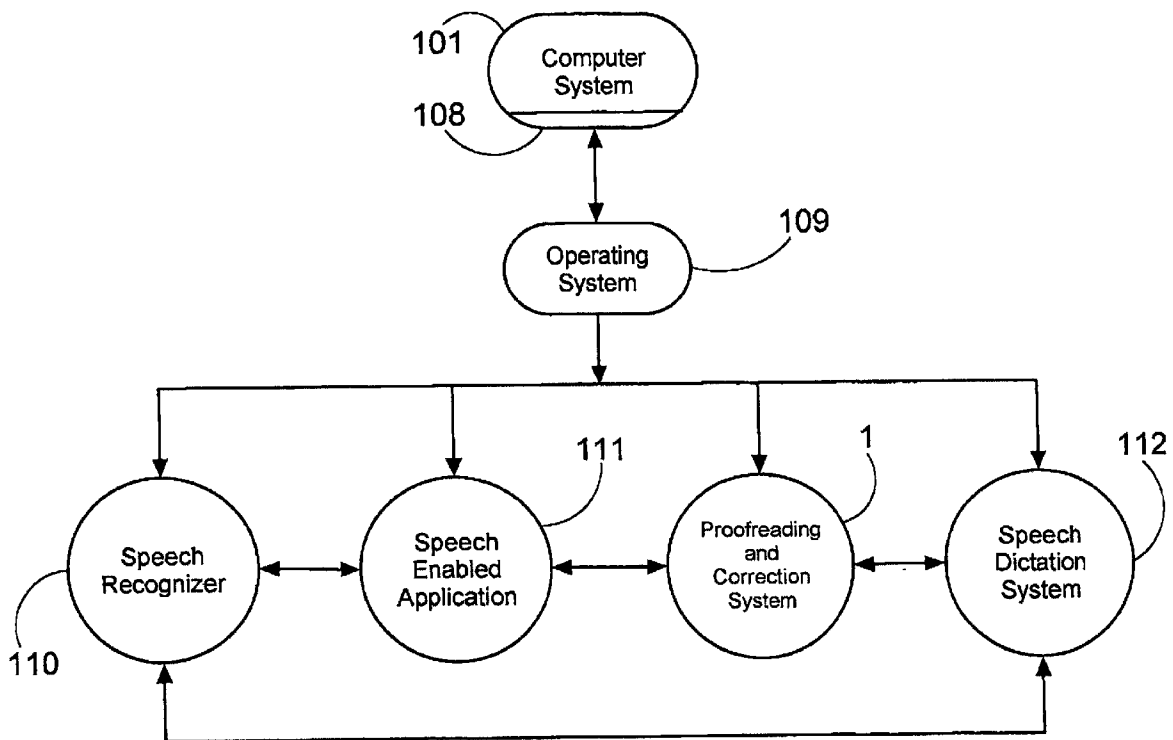 101
Computer
System
108
109
Operating
System
111
1
112
Speech
Recognizer
Speech
Enabled
Application
Proofreading
and
Correction
System
Speech
Dictation
System
110